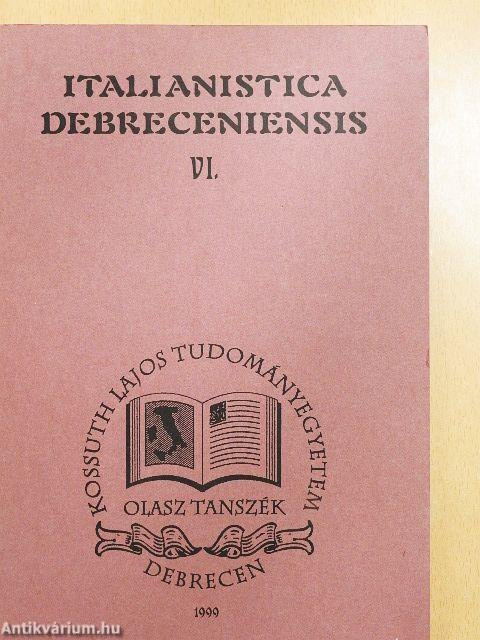 ITALIANISTICA
DEBRECENIENSIS
VI.
KOSSUTH LAJOS TUDOMÁNYEGYETEM
OLASZ TANSZÉK
DEBRECEN
1999
Antikvárium.hu